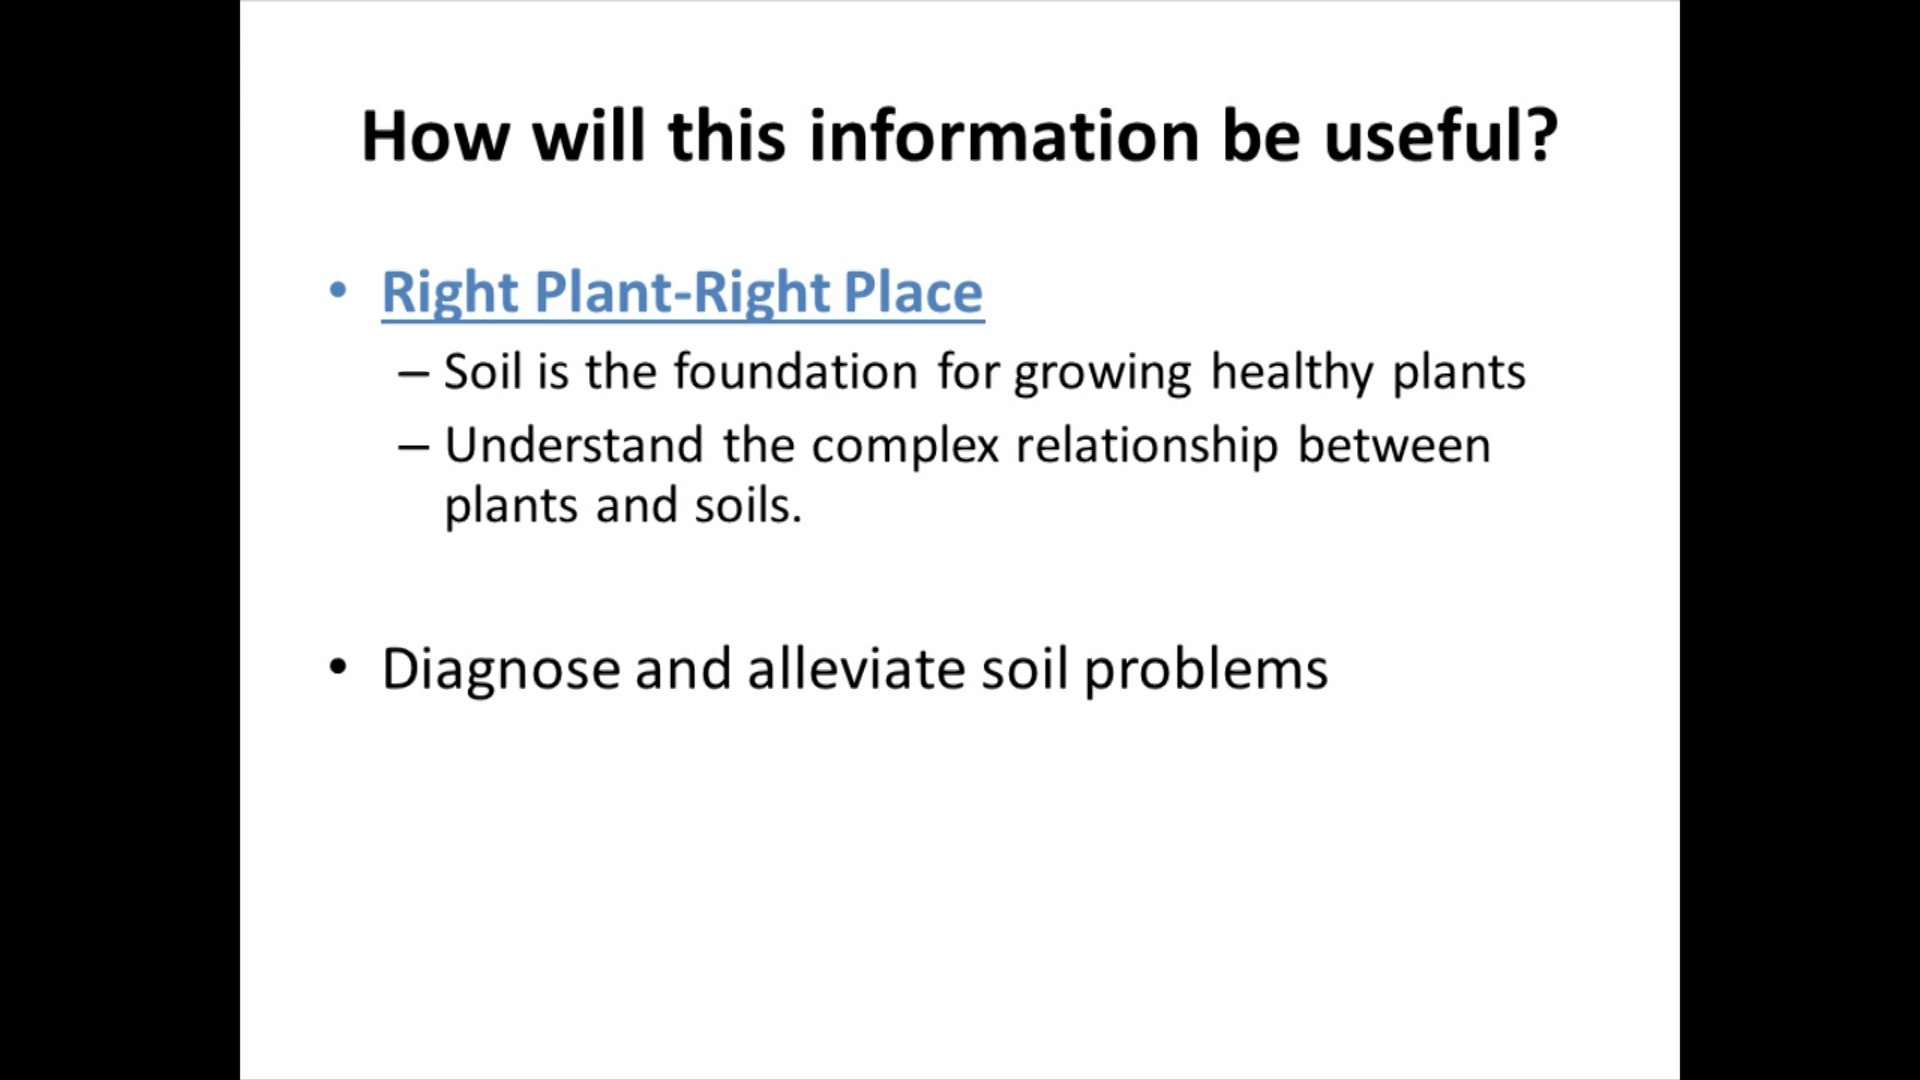 How will this information be useful?
• Right Plant-Right Place
– Soil is the foundation for growing healthy plants
– Understand the complex relationship between
plants and soils.
• Diagnose and alleviate soil problems